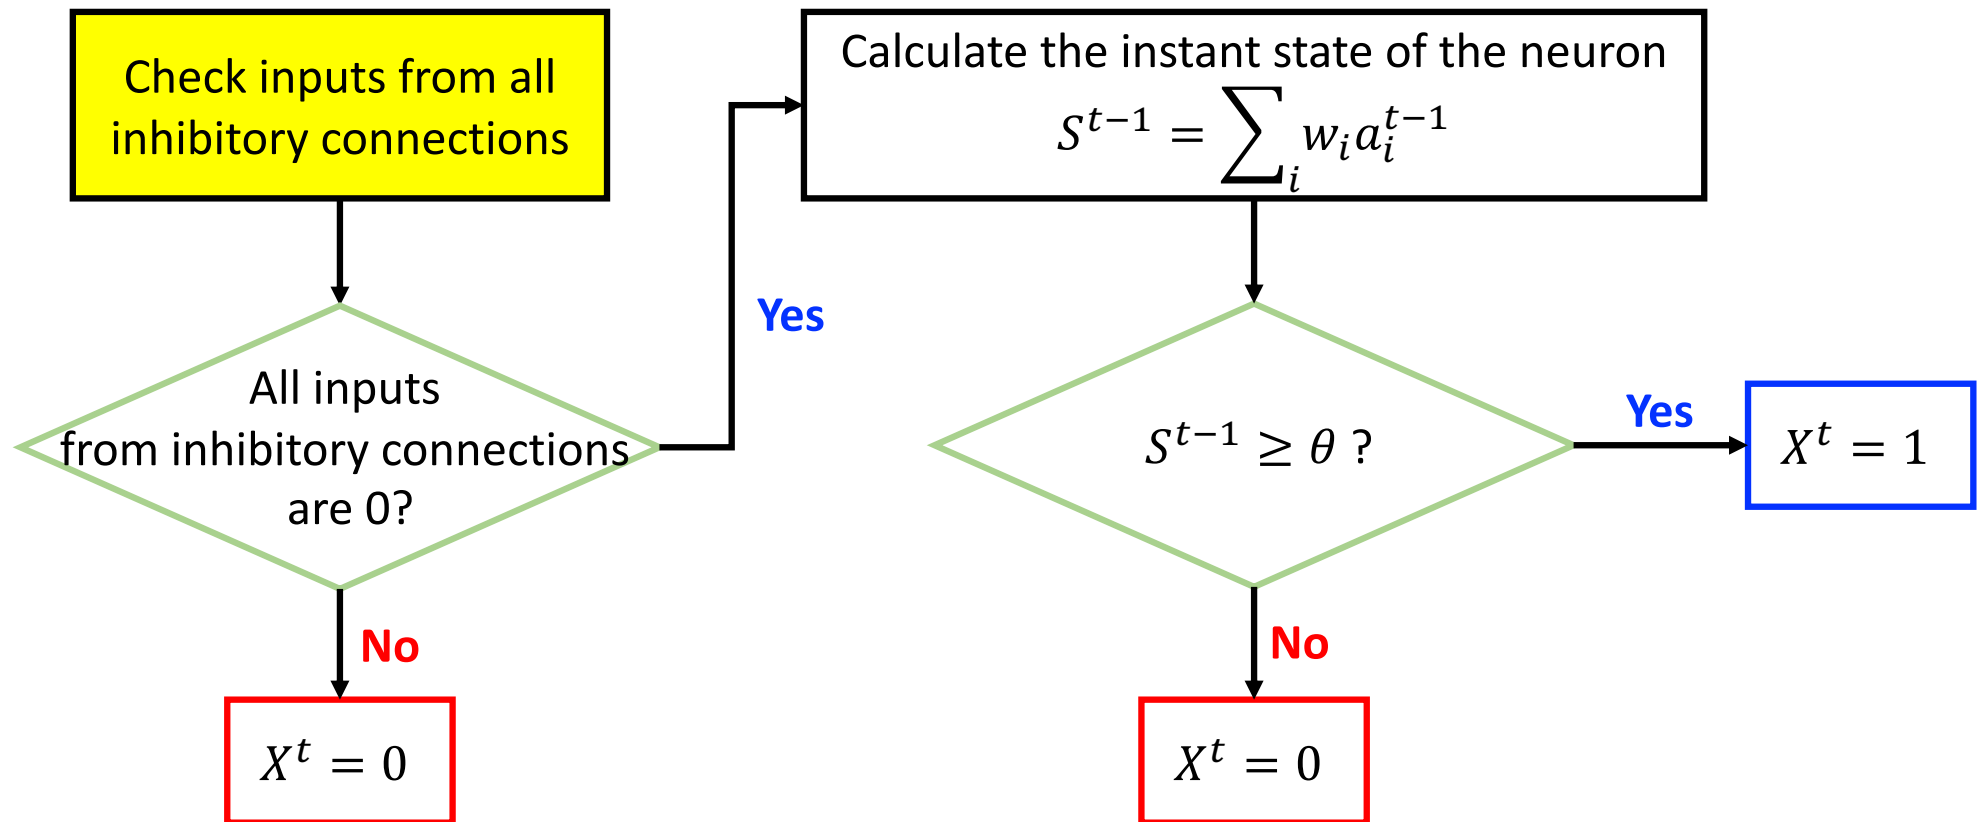 Check inputs from all
inhibitory connections
All inputs
from inhibitory connections
are 0?
No
X^t = 0
Yes
Calculate the instant state of the neuron
S^{t−1} = ∑_i w_i a_i^{t−1}
S^{t−1} ≥ θ ?
Yes
X^t = 1
No
X^t = 0